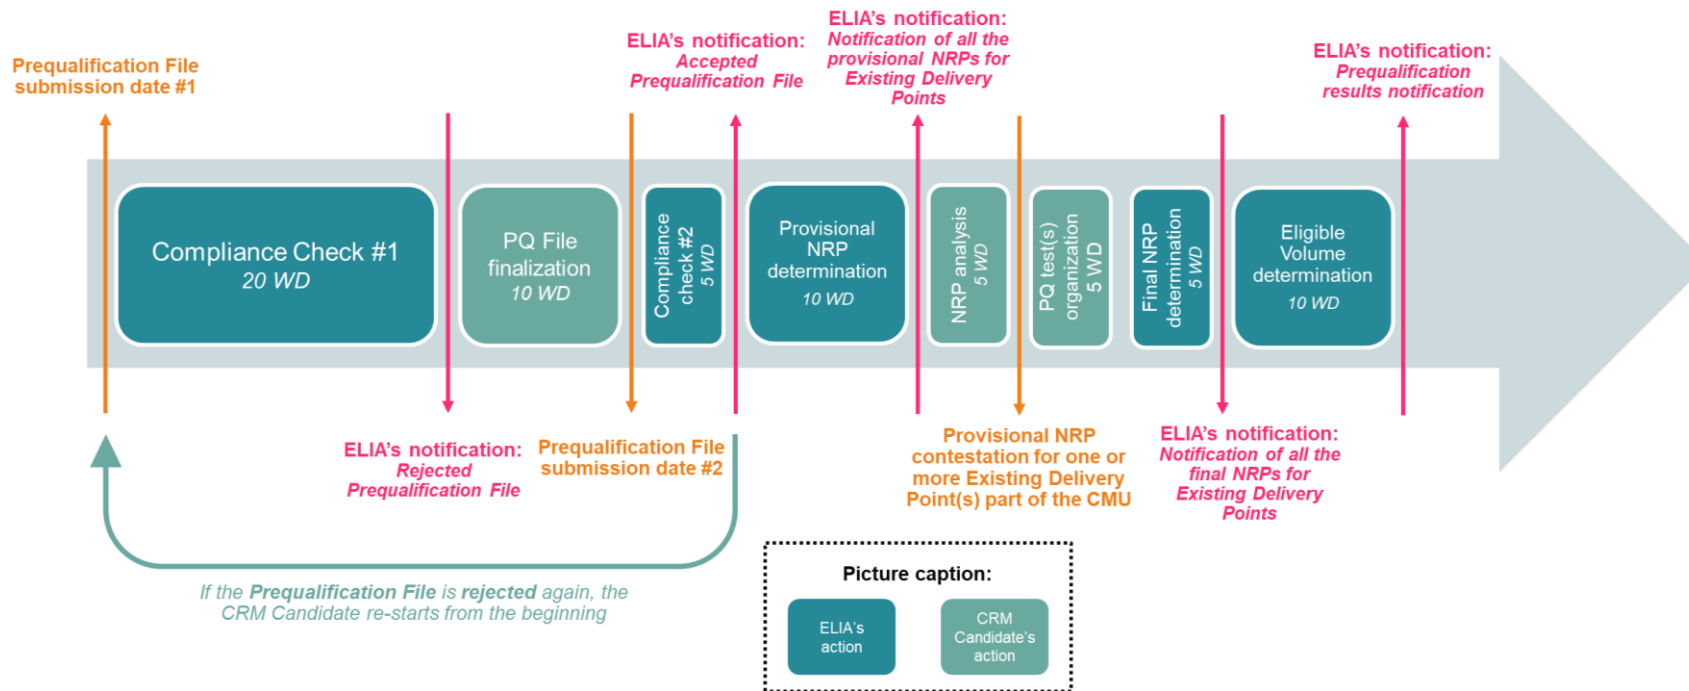 Prequalification File
submission date #1
ELIA's notification:
Accepted
Prequalification File
ELIA's notification:
Notification of all the
provisional NRPs for
Existing Delivery
Points
ELIA's notification:
Prequalification
results notification
Compliance Check #1
20 WD
PQ File
finalization
10 WD
Compliance
check #2
5 WD
Provisional
NRP
determination
10 WD
NRP analysis
5 WD
PQ test(s)
organization
5 WD
Final NRP
determination
5 WD
Eligible
Volume
determination
10 WD
ELIA's notification:
Rejected
Prequalification File
Prequalification File
submission date #2
Provisional NRP
contestation for one or
more Existing Delivery
Point(s) part of the CMU
ELIA's notification:
Notification of all the
final NRPs for
Existing Delivery
Points
If the Prequalification File is rejected again, the
CRM Candidate re-starts from the beginning
Picture caption:
ELIA's
action
CRM
Candidate's
action